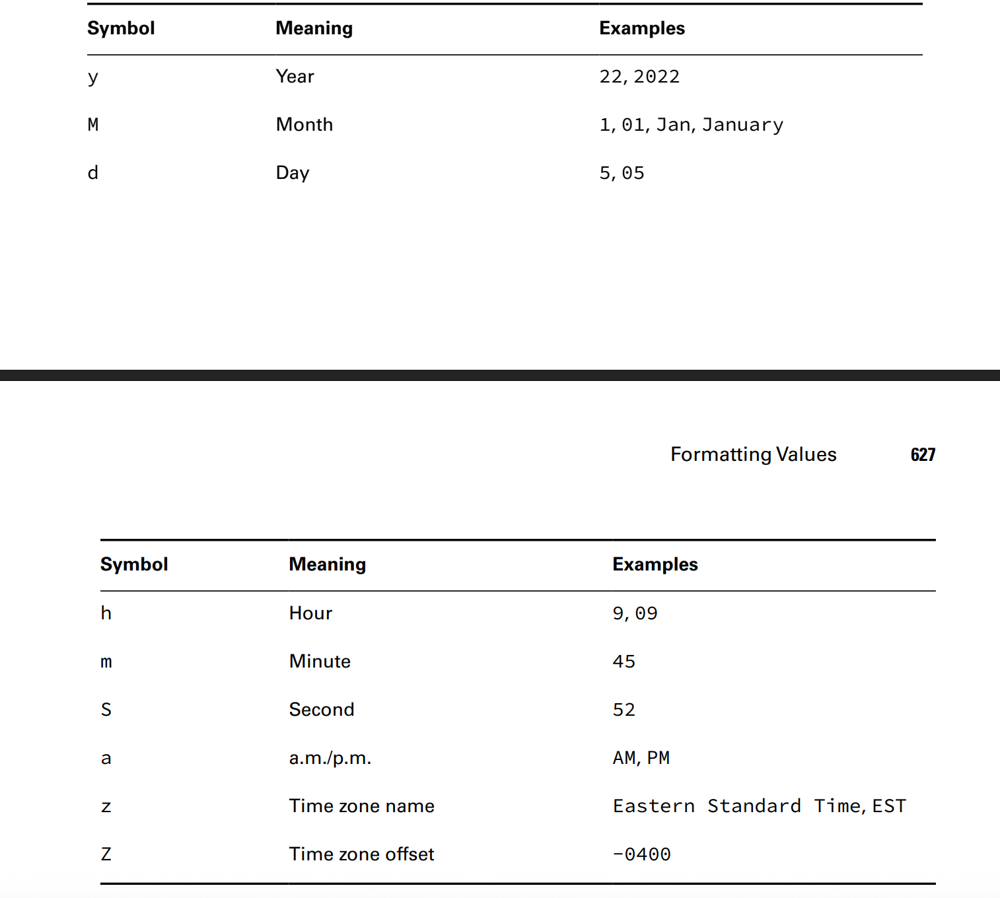 Symbol Meaning Examples
y Year 22, 2022
M Month 1, 01, Jan, January
d Day 5, 05
Formatting Values 627
Symbol Meaning Examples
h Hour 9, 09
m Minute 45
S Second 52
a a.m./p.m. AM, PM
z Time zone name Eastern Standard Time, EST
Z Time zone offset -0400